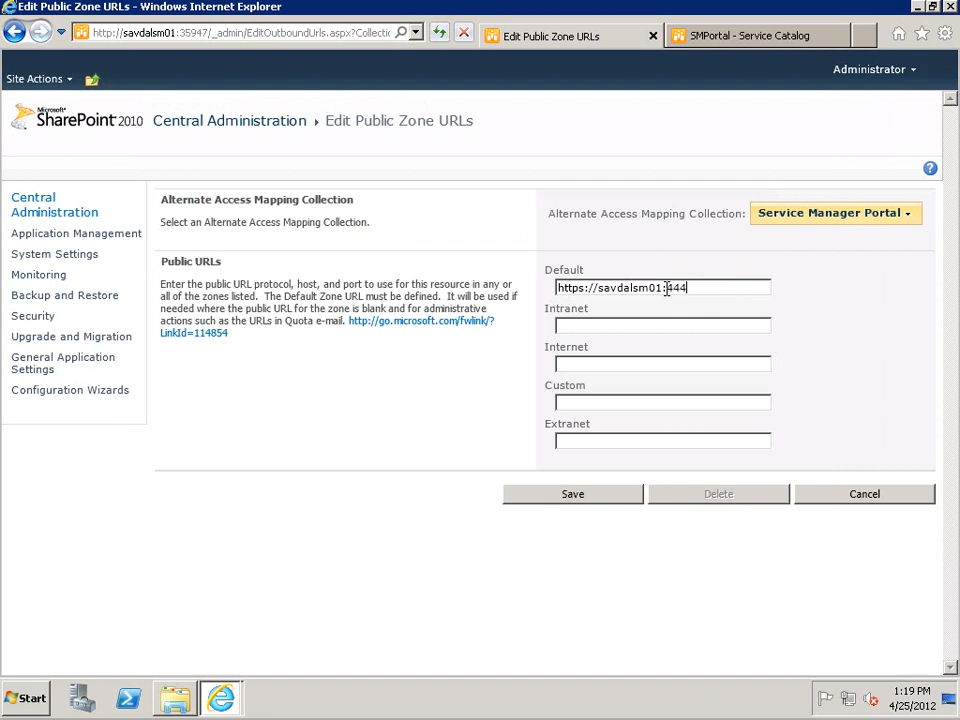 Edit Public Zone URLs - Windows Internet Explorer
http://savdalsm01:35947/_admin/EditOutboundUrls.aspx?Collectio
Edit Public Zone URLs
SMPortal - Service Catalog
Site Actions
Administrator
Microsoft
SharePoint 2010
Central Administration
Edit Public Zone URLs
Central
Administration
Application Management
System Settings
Monitoring
Backup and Restore
Security
Upgrade and Migration
General Application
Settings
Configuration Wizards
Alternate Access Mapping Collection
Select an Alternate Access Mapping Collection.
Alternate Access Mapping Collection:
Service Manager Portal
Public URLs
Enter the public URL protocol, host, and port to use for this resource in any or
all of the zones listed.  The Default Zone URL must be defined.  It will be used if
needed where the public URL for the zone is blank and for administrative
actions such as the URLs in Quota e-mail. http://go.microsoft.com/fwlink/?
LinkId=114854
Default
https://savdalsm01:444
Intranet
Internet
Custom
Extranet
Save
Delete
Cancel
Start
1:19 PM
4/25/2012